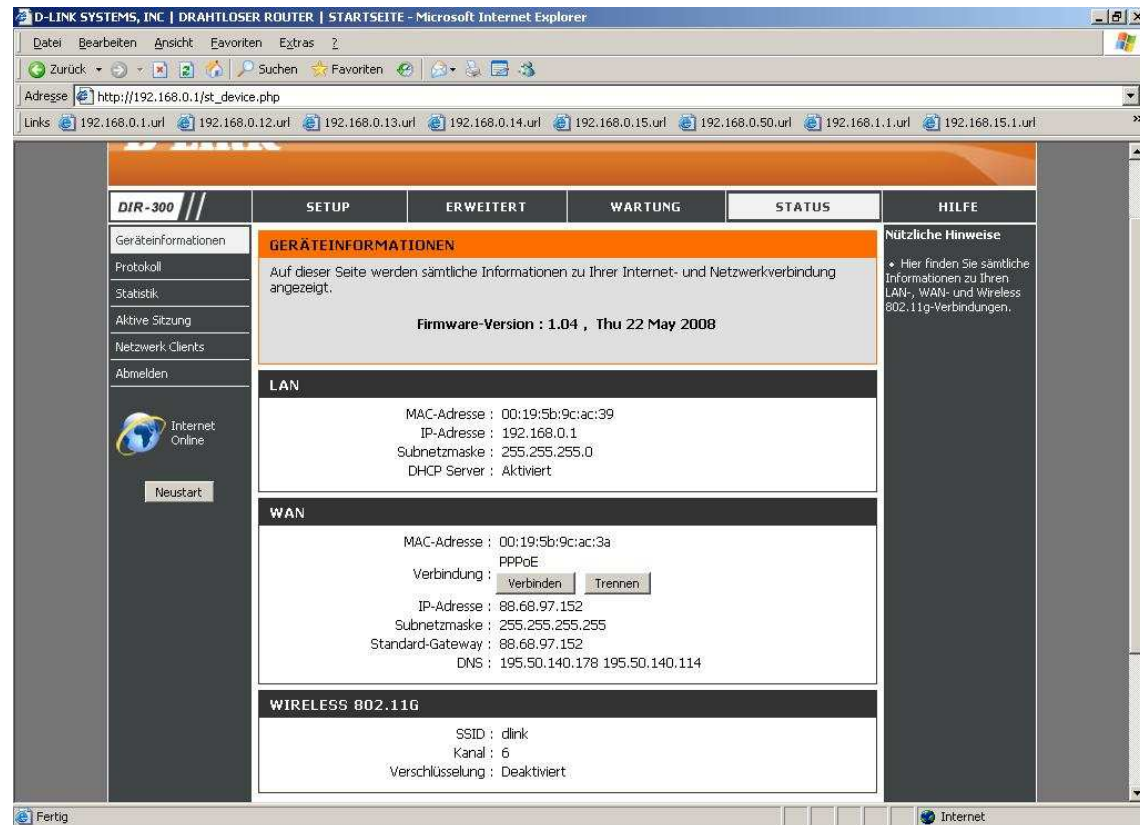 D-LINK SYSTEMS, INC | DRAHTLOSER ROUTER | STARTSEITE - Microsoft Internet Explorer
Datei Bearbeiten Ansicht Favoriten Extras ?
Zurück Suchen Favoriten
Adresse http://192.168.0.1/st_device.php
Links 192.168.0.1.url 192.168.0.12.url 192.168.0.13.url 192.168.0.14.url 192.168.0.15.url 192.168.0.50.url 192.168.1.1.url 192.168.15.1.url »
D-Link
DIR-300 SETUP ERWEITERT WARTUNG STATUS HILFE
Geräteinformationen
Protokoll
Statistik
Aktive Sitzung
Netzwerk Clients
Abmelden
Internet
Online
Neustart
GERÄTEINFORMATIONEN
Auf dieser Seite werden sämtliche Informationen zu Ihrer Internet- und Netzwerkverbindung
angezeigt.
Firmware-Version : 1.04 , Thu 22 May 2008
LAN
MAC-Adresse : 00:19:5b:9c:ac:39
IP-Adresse : 192.168.0.1
Subnetzmaske : 255.255.255.0
DHCP Server : Aktiviert
WAN
MAC-Adresse : 00:19:5b:9c:ac:3a
Verbindung : PPPoE
Verbinden Trennen
IP-Adresse : 88.68.97.152
Subnetzmaske : 255.255.255.255
Standard-Gateway : 88.68.97.152
DNS : 195.50.140.178 195.50.140.114
WIRELESS 802.11G
SSID : dlink
Kanal : 6
Verschlüsselung : Deaktiviert
Nützliche Hinweise
• Hier finden Sie sämtliche
Informationen zu Ihren
LAN-, WAN- und Wireless
802.11g-Verbindungen.
Fertig Internet